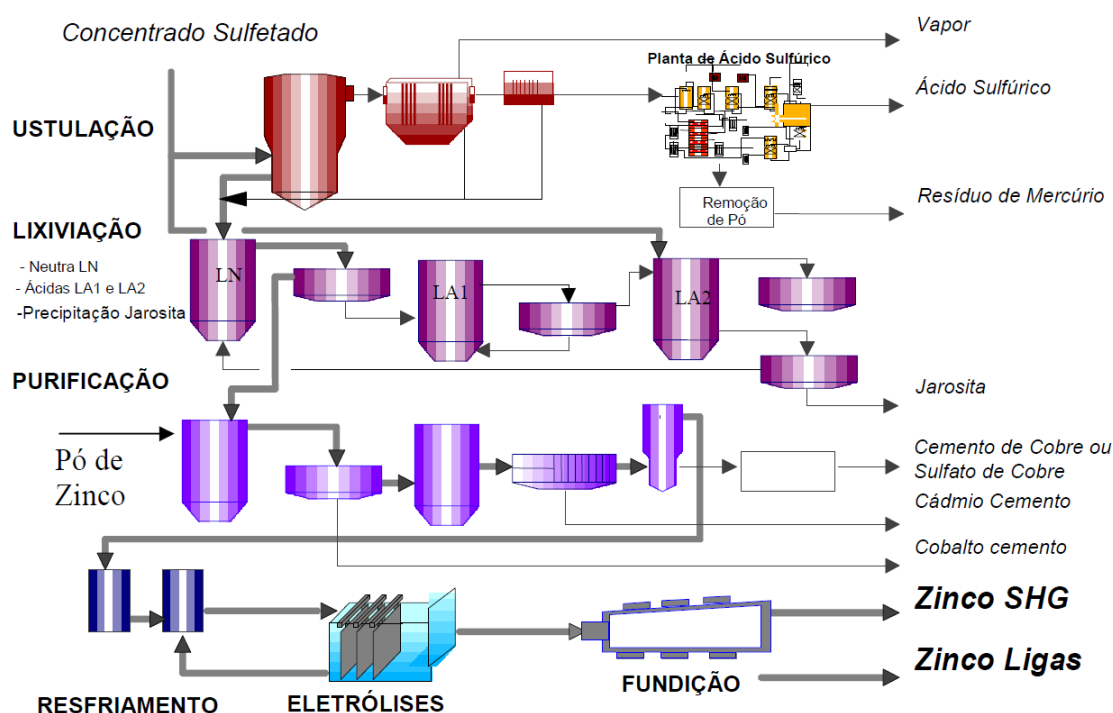 Concentrado Sulfetado
Vapor
Planta de Ácido Sulfúrico
Ácido Sulfúrico
USTULAÇÃO
Remoção
de Pó
Resíduo de Mercúrio
LIXIVIAÇÃO
- Neutra LN
- Ácidas LA1 e LA2
-Precipitação Jarosita
LN
LA1
LA2
PURIFICAÇÃO
Jarosita
Pó de
Zinco
Cemento de Cobre ou
Sulfato de Cobre
Cádmio Cemento
Cobalto cemento
Zinco SHG
Zinco Ligas
RESFRIAMENTO
ELETRÓLISES
FUNDIÇÃO